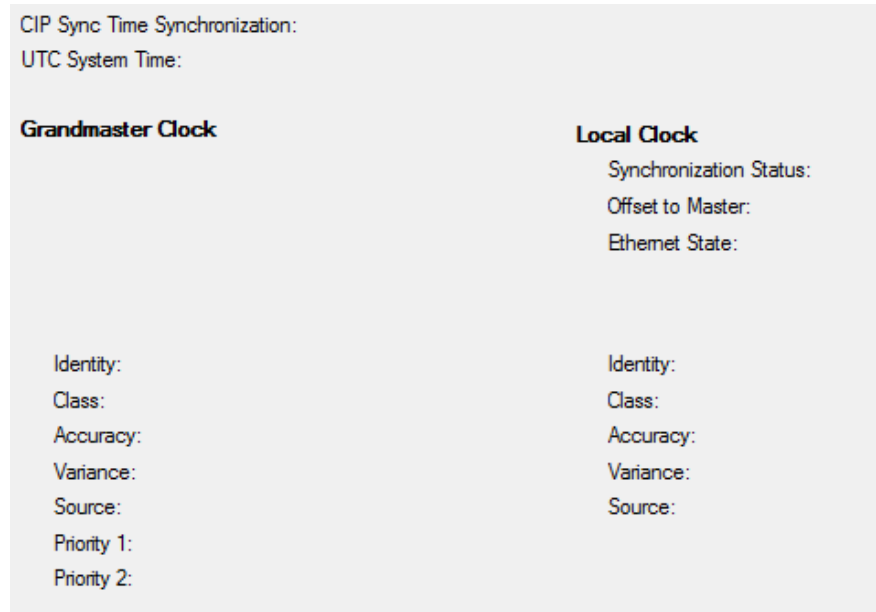 CIP Sync Time Synchronization:
UTC System Time:
Grandmaster Clock
Identity:
Class:
Accuracy:
Variance:
Source:
Priority 1:
Priority 2:
Local Clock
Synchronization Status:
Offset to Master:
Ethernet State:
Identity:
Class:
Accuracy:
Variance:
Source: